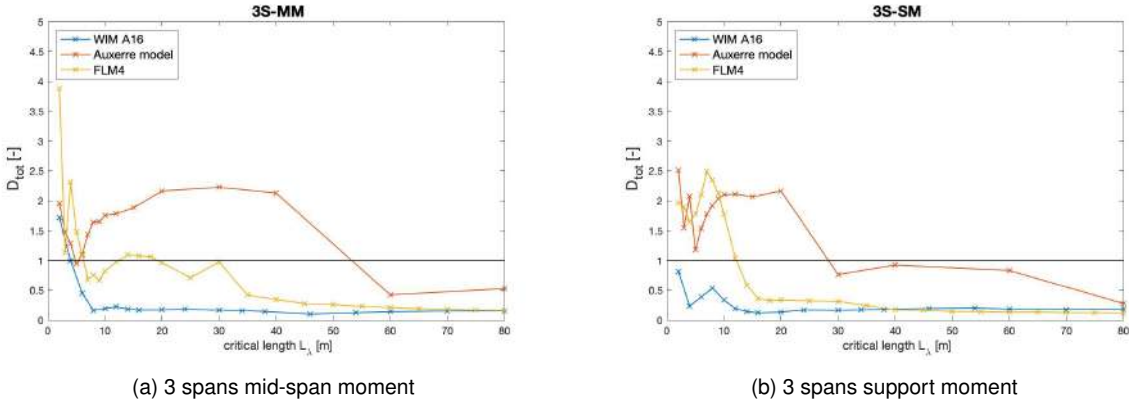 3S-MM
5
4.5
4
3.5
3
2.5
2
1.5
1
0.5
0
D_tot [-]
WIM A16
Auxerre model
FLM4
0 10 20 30 40 50 60 70 80
critical length L_λ [m]
(a) 3 spans mid-span moment
3S-SM
5
4.5
4
3.5
3
2.5
2
1.5
1
0.5
0
D_tot [-]
WIM A16
Auxerre model
FLM4
0 10 20 30 40 50 60 70 80
critical length L_λ [m]
(b) 3 spans support moment